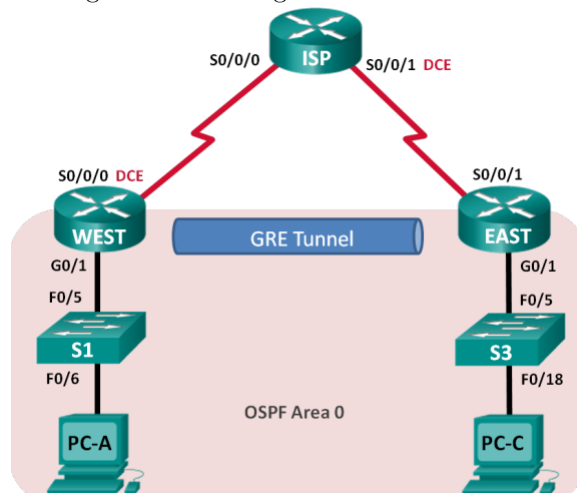 S0/0/0
ISP
S0/0/1 DCE
S0/0/0 DCE
S0/0/1
WEST
GRE Tunnel
EAST
G0/1
G0/1
F0/5
F0/5
S1
S3
F0/6
F0/18
OSPF Area 0
PC-A
PC-C